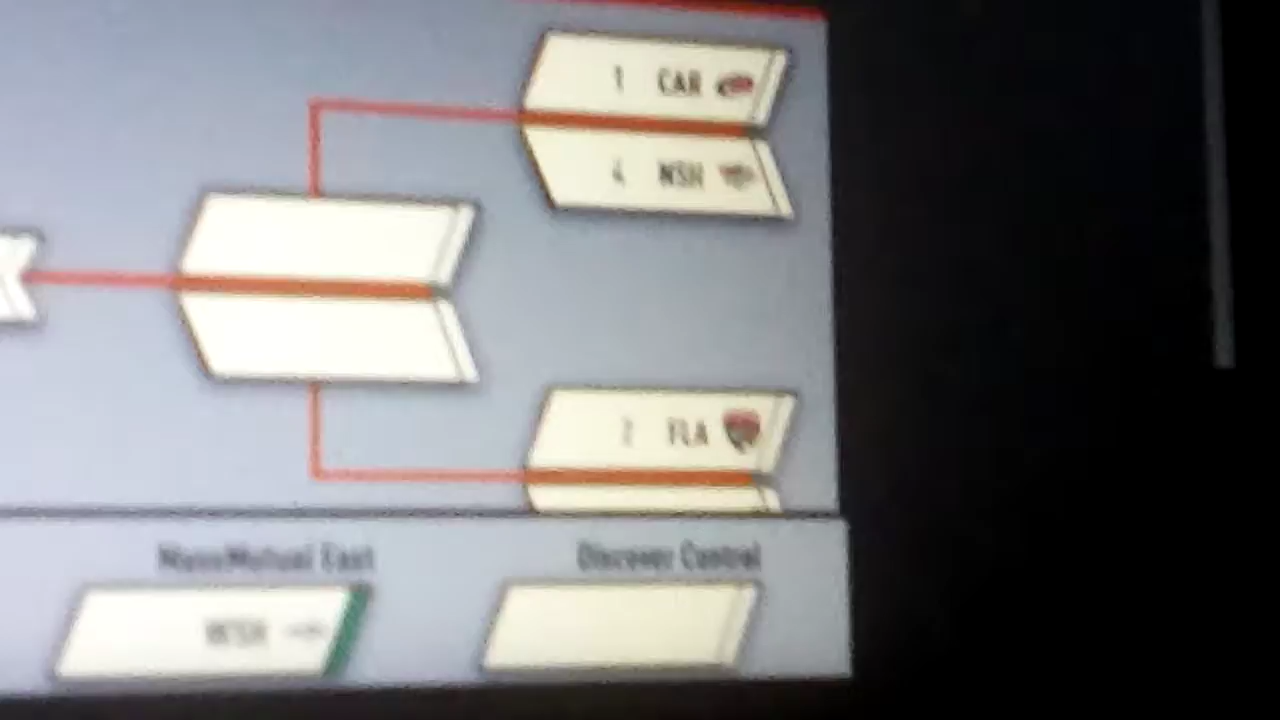 1 CAR
4 NSH
2 FLA
MassMutual East
Discover Central
WSH